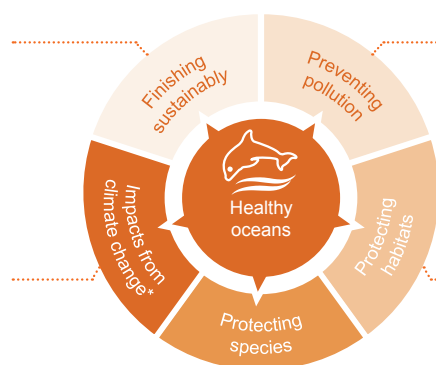 Finishing
sustainably
Preventing
pollution
Healthy
oceans
Impacts from
climate change*
Protecting
habitats
Protecting
species